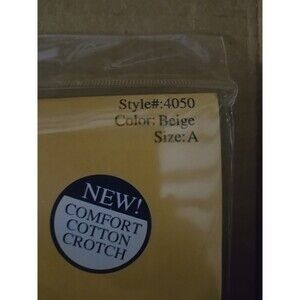 Style#:4050
Color: Beige
Size: A
NEW!
COMFORT
COTTON
CROTCH